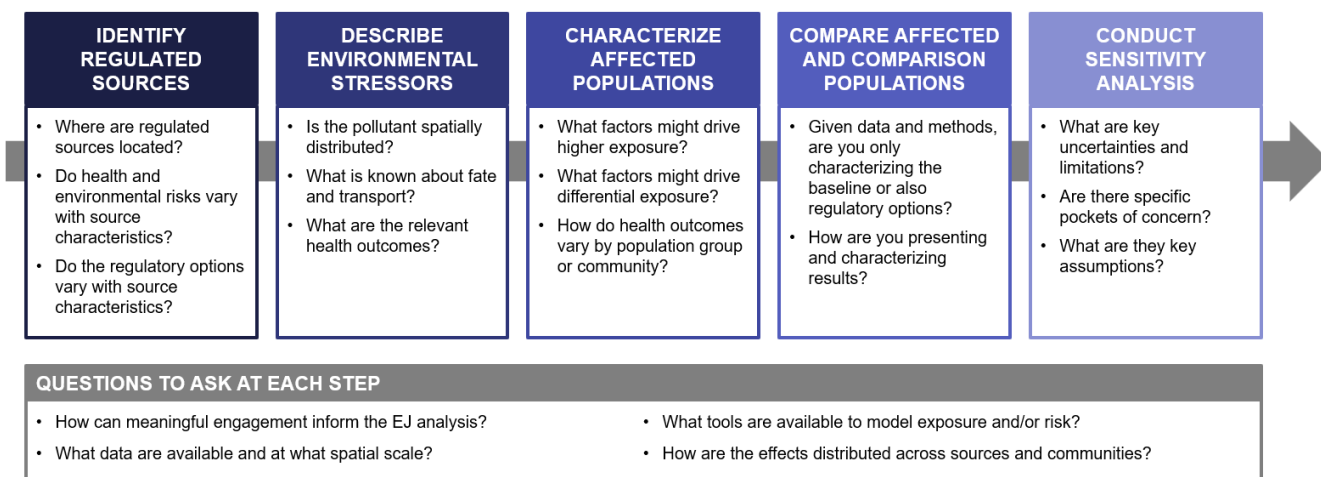 IDENTIFY
REGULATED
SOURCES
• Where are regulated
sources located?
• Do health and
environmental risks vary
with source
characteristics?
• Do the regulatory options
vary with source
characteristics?
DESCRIBE
ENVIRONMENTAL
STRESSORS
• Is the pollutant spatially
distributed?
• What is known about fate
and transport?
• What are the relevant
health outcomes?
CHARACTERIZE
AFFECTED
POPULATIONS
• What factors might drive
higher exposure?
• What factors might drive
differential exposure?
• How do health outcomes
vary by population group
or community?
COMPARE AFFECTED
AND COMPARISON
POPULATIONS
• Given data and methods,
are you only
characterizing the
baseline or also
regulatory options?
• How are you presenting
and characterizing
results?
CONDUCT
SENSITIVITY
ANALYSIS
• What are key
uncertainties and
limitations?
• Are there specific
pockets of concern?
• What are they key
assumptions?
QUESTIONS TO ASK AT EACH STEP
• How can meaningful engagement inform the EJ analysis?
• What data are available and at what spatial scale?
• What tools are available to model exposure and/or risk?
• How are the effects distributed across sources and communities?